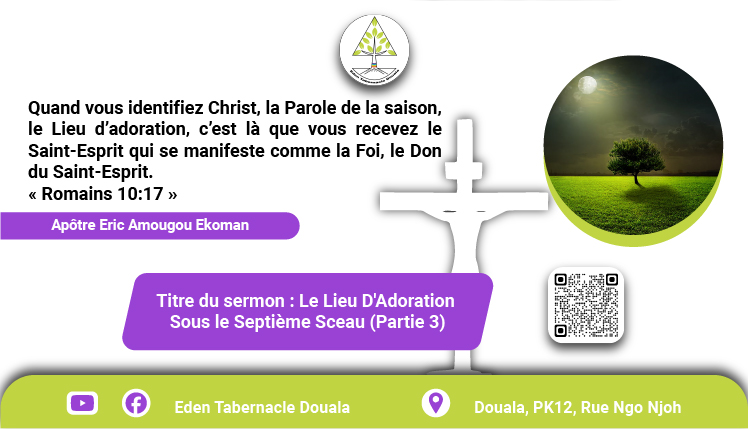 Eden Tabernacle Douala
Quand vous identifiez Christ, la Parole de la saison,
le Lieu d’adoration, c’est là que vous recevez le
Saint-Esprit qui se manifeste comme la Foi, le Don
du Saint-Esprit.
« Romains 10:17 »
Apôtre Eric Amougou Ekoman
Titre du sermon : Le Lieu D'Adoration
Sous le Septième Sceau (Partie 3)
Eden Tabernacle Douala
Douala, PK12, Rue Ngo Njoh